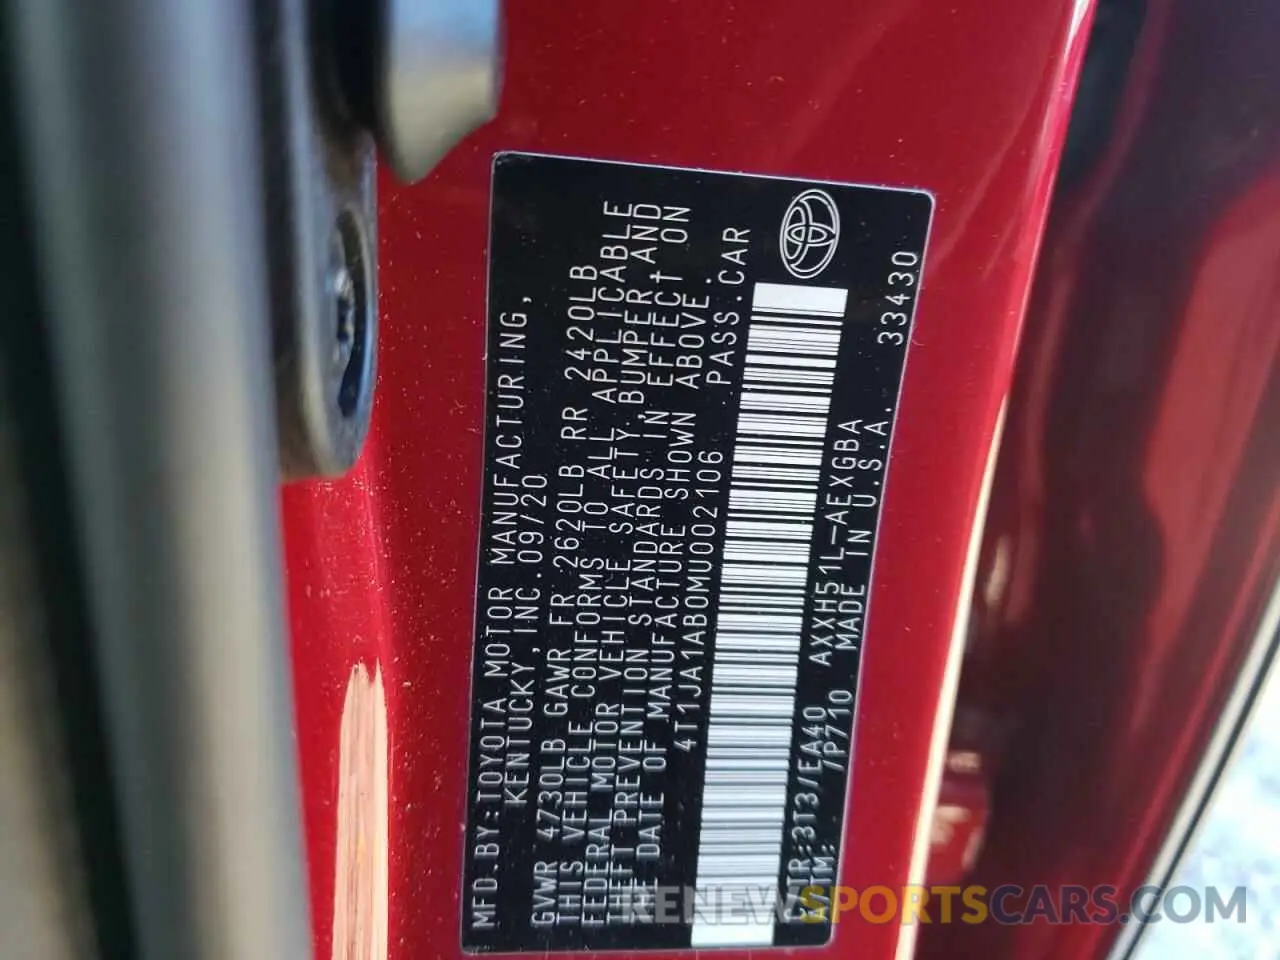 MFD.BY:TOYOTA MOTOR MANUFACTURING,
KENTUCKY,INC.09/20
GVWR 4730LB GAWR FR 2620LB RR 2420LB
THIS VEHICLE CONFORMS TO ALL APPLICABLE
FEDERAL MOTOR VEHICLE SAFETY,BUMPER,AND
THEFT PREVENTION STANDARDS IN EFFECT ON
THE DATE OF MANUFACTURE SHOWN ABOVE.
4T1JA1AB0MU002106 PASS.CAR
C/TR:3T3/EA40 AXXH51L-AEXGBA
A/TM: /P710 MADE IN U.S.A. 33430
RENEWSPORTSCARS.COM